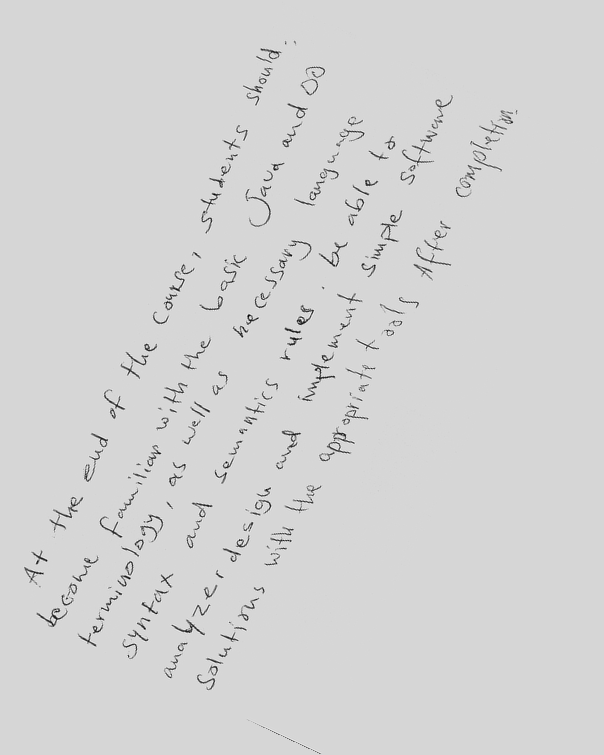 At the end of the course, students should:
become familiar with the basic Java and OO
terminology, as well as necessary language
syntax and semantics rules. be able to
analyzer design and implement simple software
solutions with the appropriate tools After completion